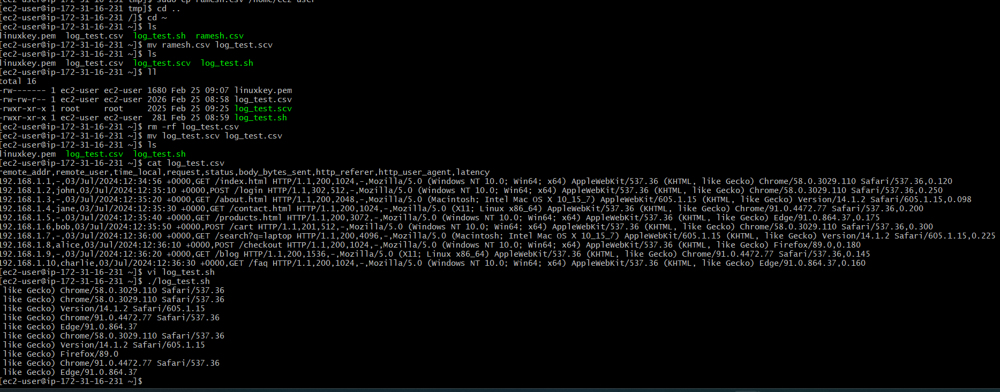 [ec2-user@ip-172-31-16-231 tmp]$ sudo cp ramesh.csv /home/ec2-user
[ec2-user@ip-172-31-16-231 tmp]$ cd ..
[ec2-user@ip-172-31-16-231 /]$ cd ~
[ec2-user@ip-172-31-16-231 ~]$ ls
linuxkey.pem  log_test.csv  log_test.sh  ramesh.csv
[ec2-user@ip-172-31-16-231 ~]$ mv ramesh.csv log_test.scv
[ec2-user@ip-172-31-16-231 ~]$ ls
linuxkey.pem  log_test.csv  log_test.scv  log_test.sh
[ec2-user@ip-172-31-16-231 ~]$ ll
total 16
-rw------- 1 ec2-user ec2-user 1680 Feb 25 09:07 linuxkey.pem
-rw-rw-r-- 1 ec2-user ec2-user 2026 Feb 25 08:58 log_test.csv
-rwxr-xr-x 1 root     root     2025 Feb 25 09:25 log_test.scv
-rwxr-xr-x 1 ec2-user ec2-user  281 Feb 25 08:59 log_test.sh
[ec2-user@ip-172-31-16-231 ~]$ rm -rf log_test.csv
[ec2-user@ip-172-31-16-231 ~]$ mv log_test.scv log_test.csv
[ec2-user@ip-172-31-16-231 ~]$ ls
linuxkey.pem  log_test.csv  log_test.sh
[ec2-user@ip-172-31-16-231 ~]$ cat log_test.csv
remote_addr,remote_user,time_local,request,status,body_bytes_sent,http_referer,http_user_agent,latency
192.168.1.1,-,03/Jul/2024:12:34:56 +0000,GET /index.html HTTP/1.1,200,1024,-,Mozilla/5.0 (Windows NT 10.0; Win64; x64) AppleWebKit/537.36 (KHTML, like Gecko) Chrome/58.0.3029.110 Safari/537.36,0.120
192.168.1.2,john,03/Jul/2024:12:35:10 +0000,POST /login HTTP/1.1,302,512,-,Mozilla/5.0 (Windows NT 10.0; Win64; x64) AppleWebKit/537.36 (KHTML, like Gecko) Chrome/58.0.3029.110 Safari/537.36,0.250
192.168.1.3,-,03/Jul/2024:12:35:20 +0000,GET /about.html HTTP/1.1,200,2048,-,Mozilla/5.0 (Macintosh; Intel Mac OS X 10_15_7) AppleWebKit/605.1.15 (KHTML, like Gecko) Version/14.1.2 Safari/605.1.15,0.098
192.168.1.4,jane,03/Jul/2024:12:35:30 +0000,GET /contact.html HTTP/1.1,200,1024,-,Mozilla/5.0 (X11; Linux x86_64) AppleWebKit/537.36 (KHTML, like Gecko) Chrome/91.0.4472.77 Safari/537.36,0.200
192.168.1.5,-,03/Jul/2024:12:35:40 +0000,GET /products.html HTTP/1.1,200,3072,-,Mozilla/5.0 (Windows NT 10.0; Win64; x64) AppleWebKit/537.36 (KHTML, like Gecko) Edge/91.0.864.37,0.175
192.168.1.6,bob,03/Jul/2024:12:35:50 +0000,POST /cart HTTP/1.1,201,512,-,Mozilla/5.0 (Windows NT 10.0; Win64; x64) AppleWebKit/537.36 (KHTML, like Gecko) Chrome/58.0.3029.110 Safari/537.36,0.300
192.168.1.7,-,03/Jul/2024:12:36:00 +0000,GET /search?q=laptop HTTP/1.1,200,4096,-,Mozilla/5.0 (Macintosh; Intel Mac OS X 10_15_7) AppleWebKit/605.1.15 (KHTML, like Gecko) Version/14.1.2 Safari/605.1.15,0.225
192.168.1.8,alice,03/Jul/2024:12:36:10 +0000,POST /checkout HTTP/1.1,200,1024,-,Mozilla/5.0 (Windows NT 10.0; Win64; x64) AppleWebKit/537.36 (KHTML, like Gecko) Firefox/89.0,0.180
192.168.1.9,-,03/Jul/2024:12:36:20 +0000,GET /blog HTTP/1.1,200,1536,-,Mozilla/5.0 (X11; Linux x86_64) AppleWebKit/537.36 (KHTML, like Gecko) Chrome/91.0.4472.77 Safari/537.36,0.145
192.168.1.10,charlie,03/Jul/2024:12:36:30 +0000,GET /faq HTTP/1.1,200,1024,-,Mozilla/5.0 (Windows NT 10.0; Win64; x64) AppleWebKit/537.36 (KHTML, like Gecko) Edge/91.0.864.37,0.160
[ec2-user@ip-172-31-16-231 ~]$ vi log_test.sh
[ec2-user@ip-172-31-16-231 ~]$ ./log_test.sh
 like Gecko) Chrome/58.0.3029.110 Safari/537.36
 like Gecko) Chrome/58.0.3029.110 Safari/537.36
 like Gecko) Version/14.1.2 Safari/605.1.15
 like Gecko) Chrome/91.0.4472.77 Safari/537.36
 like Gecko) Edge/91.0.864.37
 like Gecko) Chrome/58.0.3029.110 Safari/537.36
 like Gecko) Version/14.1.2 Safari/605.1.15
 like Gecko) Firefox/89.0
 like Gecko) Chrome/91.0.4472.77 Safari/537.36
 like Gecko) Edge/91.0.864.37
[ec2-user@ip-172-31-16-231 ~]$